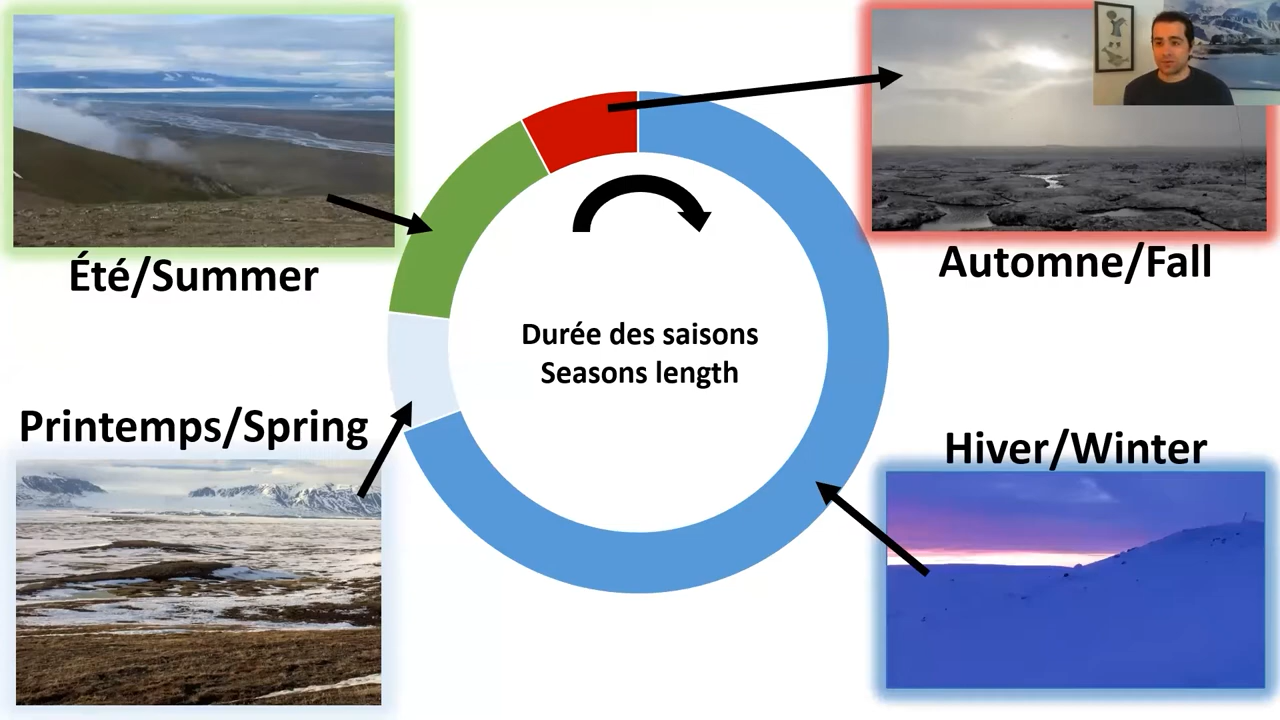 Été/Summer
Automne/Fall
Durée des saisons
Seasons length
Printemps/Spring
Hiver/Winter